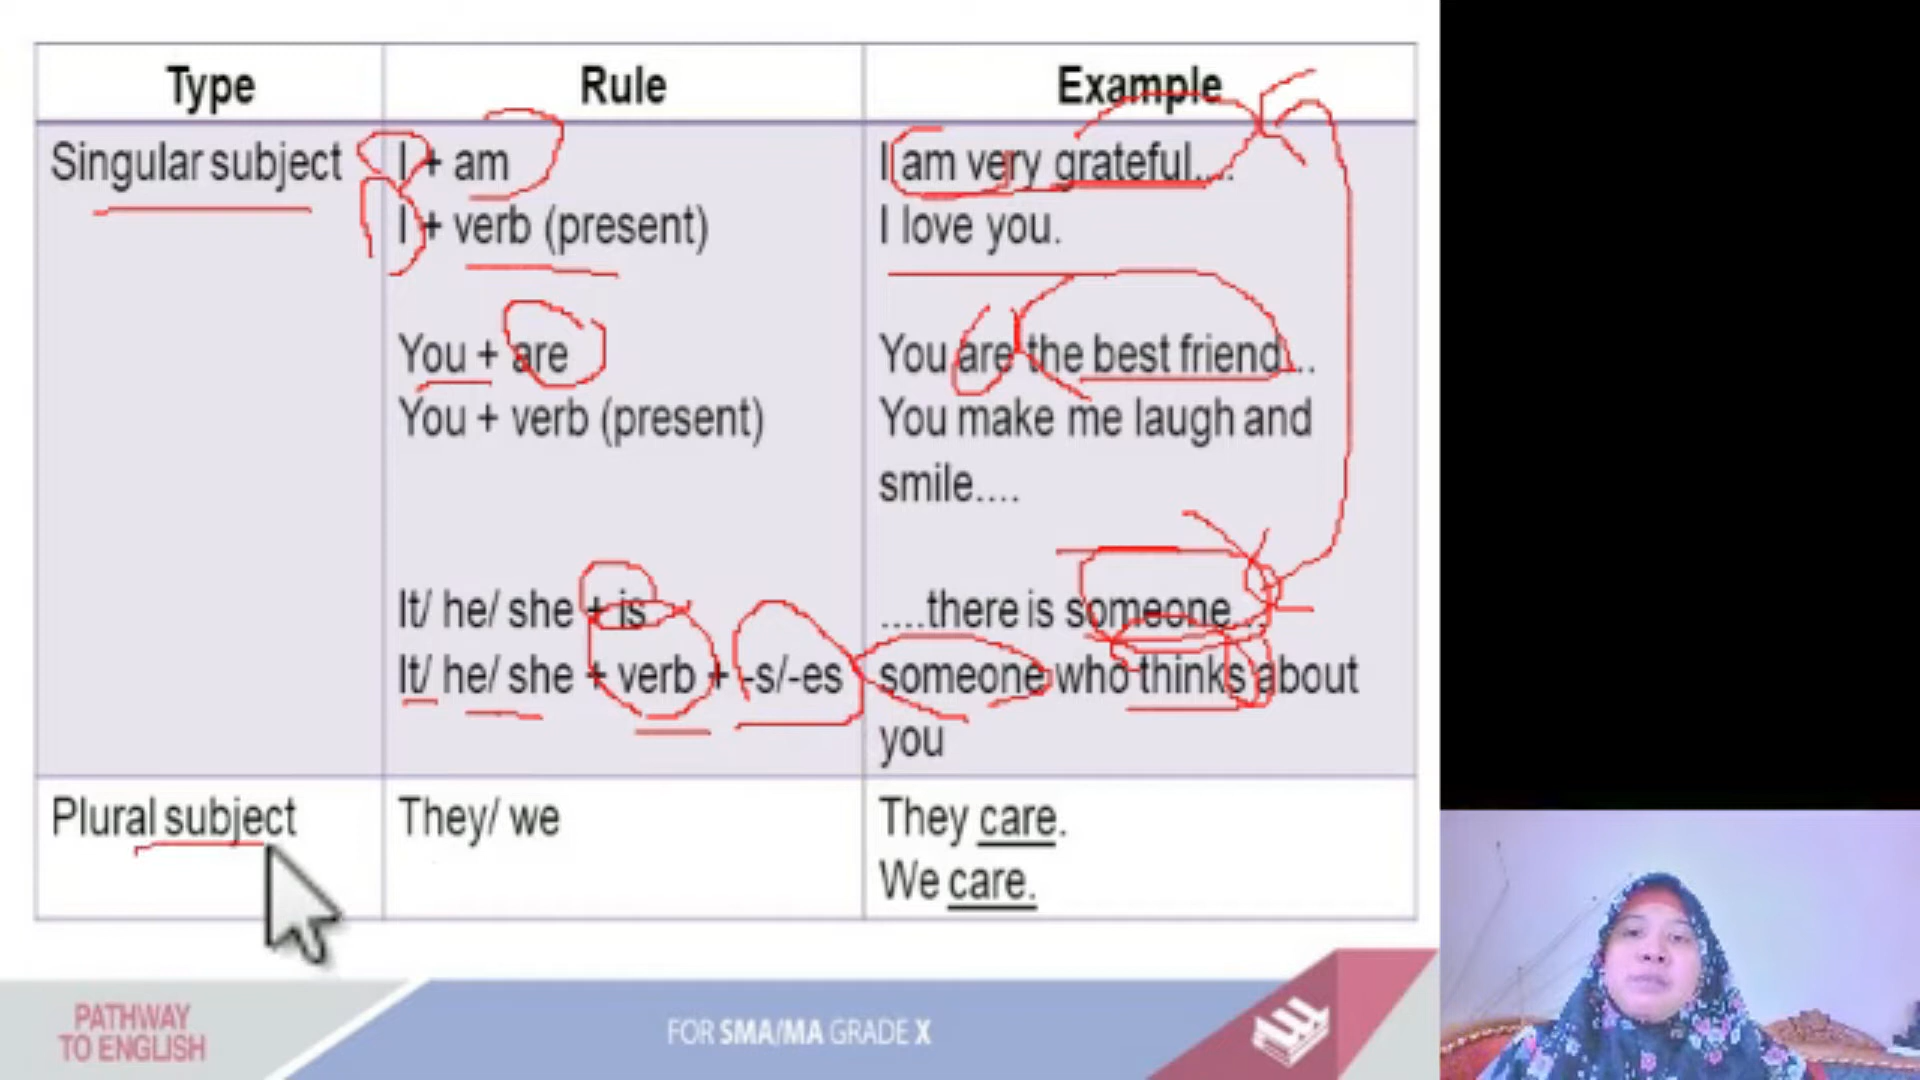 Type Rule Example
Singular subject I + am I am very grateful....
I + verb (present) I love you.
You + are You are the best friend...
You + verb (present) You make me laugh and
smile....
It/ he/ she + is ....there is someone...
It/ he/ she + verb + -s/-es someone who thinks about
you
Plural subject They/ we They care.
We care.
PATHWAY
TO ENGLISH
FOR SMA/MA GRADE X